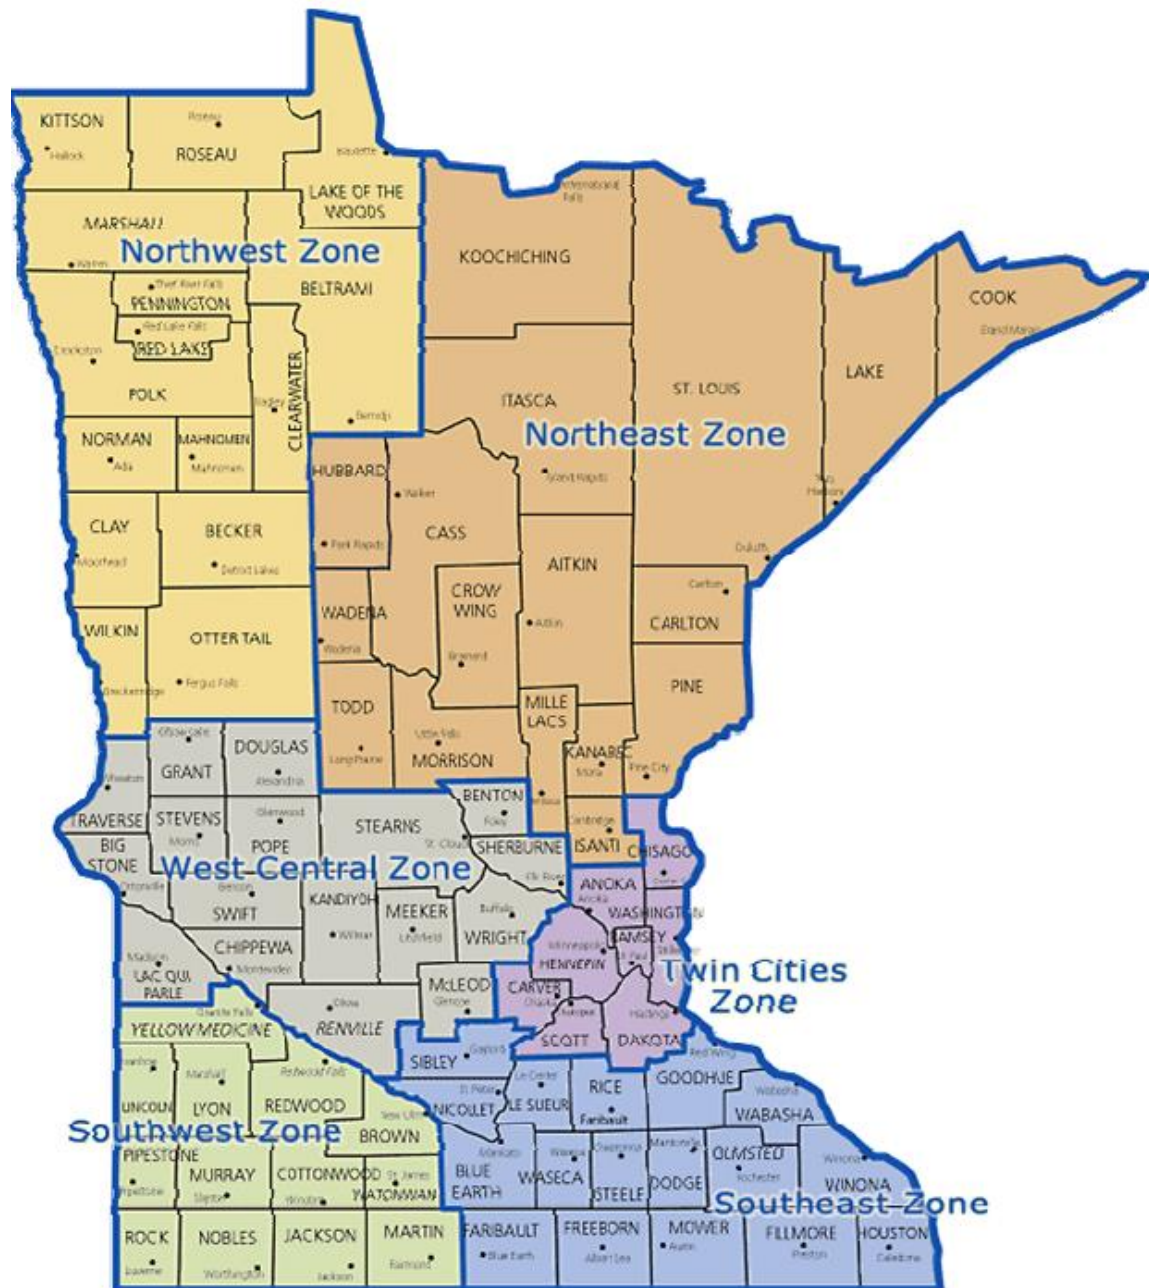 KITTSON
Hallock
Roseau
ROSEAU
Baudette
LAKE OF THE
WOODS
International
Falls
MARSHALL
Northwest Zone
Warren
KOOCHICHING
Thief River Falls
PENNINGTON
BELTRAMI
COOK
Grand Marais
Red Lake Falls
RED LAKE
Crookston
POLK
Bagley
CLEARWATER
Bemidji
ITASCA
ST. LOUIS
LAKE
Northeast Zone
NORMAN
Ada
MAHNOMEN
Mahnomen
HUBBARD
Walker
Grand Rapids
Two
Harbors
CLAY
BECKER
CASS
Moorhead
Detroit Lakes
Park Rapids
AITKIN
Duluth
CROW
WING
Carlton
WADENA
Aitkin
CARLTON
WILKIN
OTTER TAIL
Wadena
Brainerd
Breckenridge
Fergus Falls
PINE
TODD
MILLE
LACS
Little Falls
Long Prairie
MORRISON
KANABEC
Mora
Pine City
Elbow Lake
DOUGLAS
GRANT
Alexandria
Wheaton
BENTON
Foley
TRAVERSE
STEVENS
Morris
Glenwood
POPE
STEARNS
St. Cloud
SHERBURNE
Cambridge
ISANTI
CHISAGO
BIG
STONE
West Central Zone
Elk River
Ortonville
Benson
SWIFT
KANDIYOHI
Willmar
MEEKER
Litchfield
Buffalo
WRIGHT
ANOKA
Anoka
WASHINGTON
CHIPPEWA
Montevideo
Madison
LAC QUI
PARLE
Minneapolis
HENNEPIN
RAMSEY
St. Paul
Twin Cities
Zone
McLEOD
Glencoe
CARVER
Chaska
Hastings
Granite Falls
YELLOW MEDICINE
Olivia
RENVILLE
SCOTT
DAKOTA
Red Wing
Ivanhoe
Marshall
Redwood Falls
SIBLEY
Gaylord
LINCOLN
LYON
REDWOOD
New Ulm
St. Peter
NICOLLET
Le Center
LE SUEUR
RICE
Faribault
GOODHUE
Wabasha
WABASHA
Southwest Zone
BROWN
PIPESTONE
Pipestone
MURRAY
Slayton
COTTONWOOD
Windom
St. James
WATONWAN
Mankato
BLUE
EARTH
Waseca
WASECA
Owatonna
STEELE
Mantorville
DODGE
OLMSTED
Rochester
Winona
WINONA
Southeast Zone
ROCK
Luverne
NOBLES
Worthington
JACKSON
Jackson
MARTIN
Fairmont
FARIBAULT
Blue Earth
FREEBORN
Albert Lea
MOWER
Austin
FILLMORE
Preston
HOUSTON
Caledonia